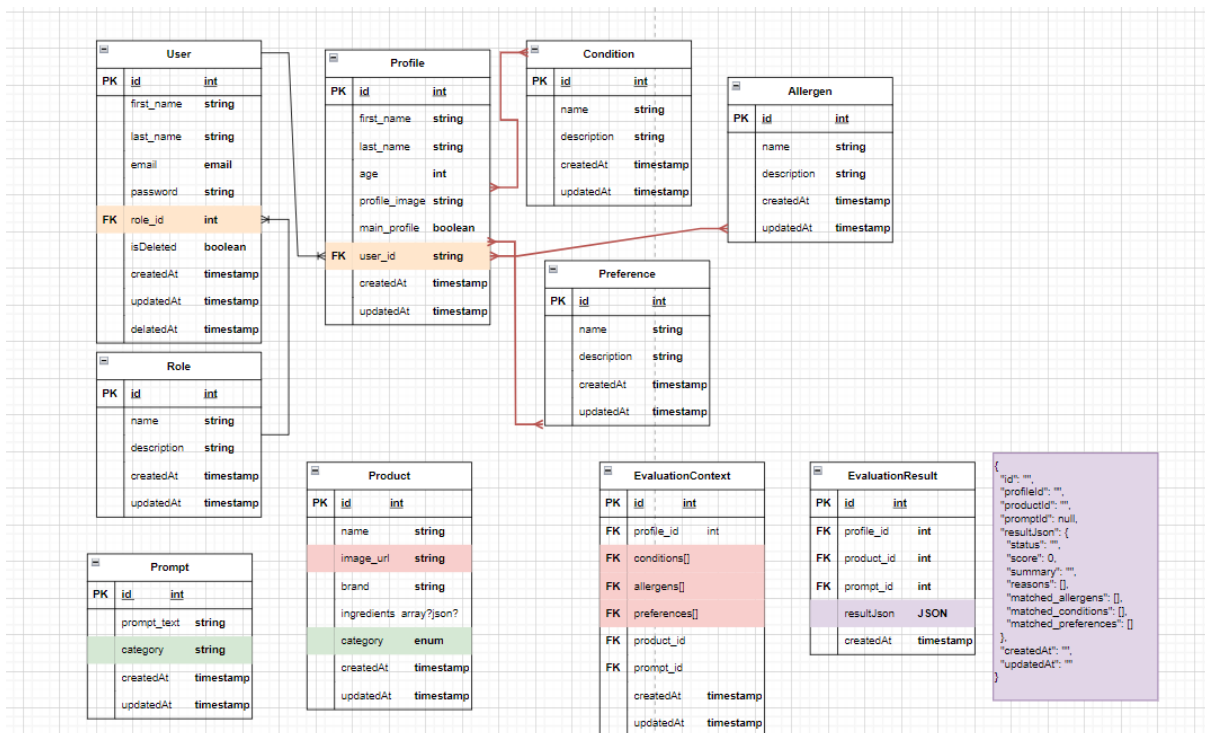 User
PK id int
first_name string
last_name string
email email
password string
FK role_id int
isDeleted boolean
createdAt timestamp
updatedAt timestamp
delatedAt timestamp
Profile
PK id int
first_name string
last_name string
age int
profile_image string
main_profile boolean
FK user_id string
createdAt timestamp
updatedAt timestamp
Condition
PK id int
name string
description string
createdAt timestamp
updatedAt timestamp
Allergen
PK id int
name string
description string
createdAt timestamp
updatedAt timestamp
Preference
PK id int
name string
description string
createdAt timestamp
updatedAt timestamp
Role
PK id int
name string
description string
createdAt timestamp
updatedAt timestamp
Prompt
PK id int
prompt_text string
category string
createdAt timestamp
updatedAt timestamp
Product
PK id int
name string
image_url string
brand string
ingredients array?json?
category enum
createdAt timestamp
updatedAt timestamp
EvaluationContext
PK id int
FK profile_id int
FK conditions[]
FK allergens[]
FK preferences[]
FK product_id
FK prompt_id
createdAt timestamp
updatedAt timestamp
EvaluationResult
PK id int
FK profile_id int
FK product_id int
FK prompt_id int
resultJson JSON
createdAt timestamp
{
"id": "",
"profileId": "",
"productId": "",
"promptId": null,
"resultJson": {
"status": "",
"score": 0,
"summary": "",
"reasons": [],
"matched_allergens": [],
"matched_conditions": [],
"matched_preferences": []
},
"createdAt": "",
"updatedAt": ""
}